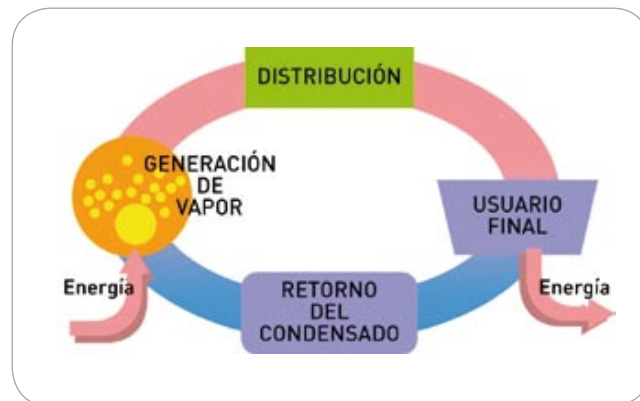 DISTRIBUCIÓN
GENERACIÓN
DE
VAPOR
USUARIO
FINAL
Energía
RETORNO
DEL
CONDENSADO
Energía